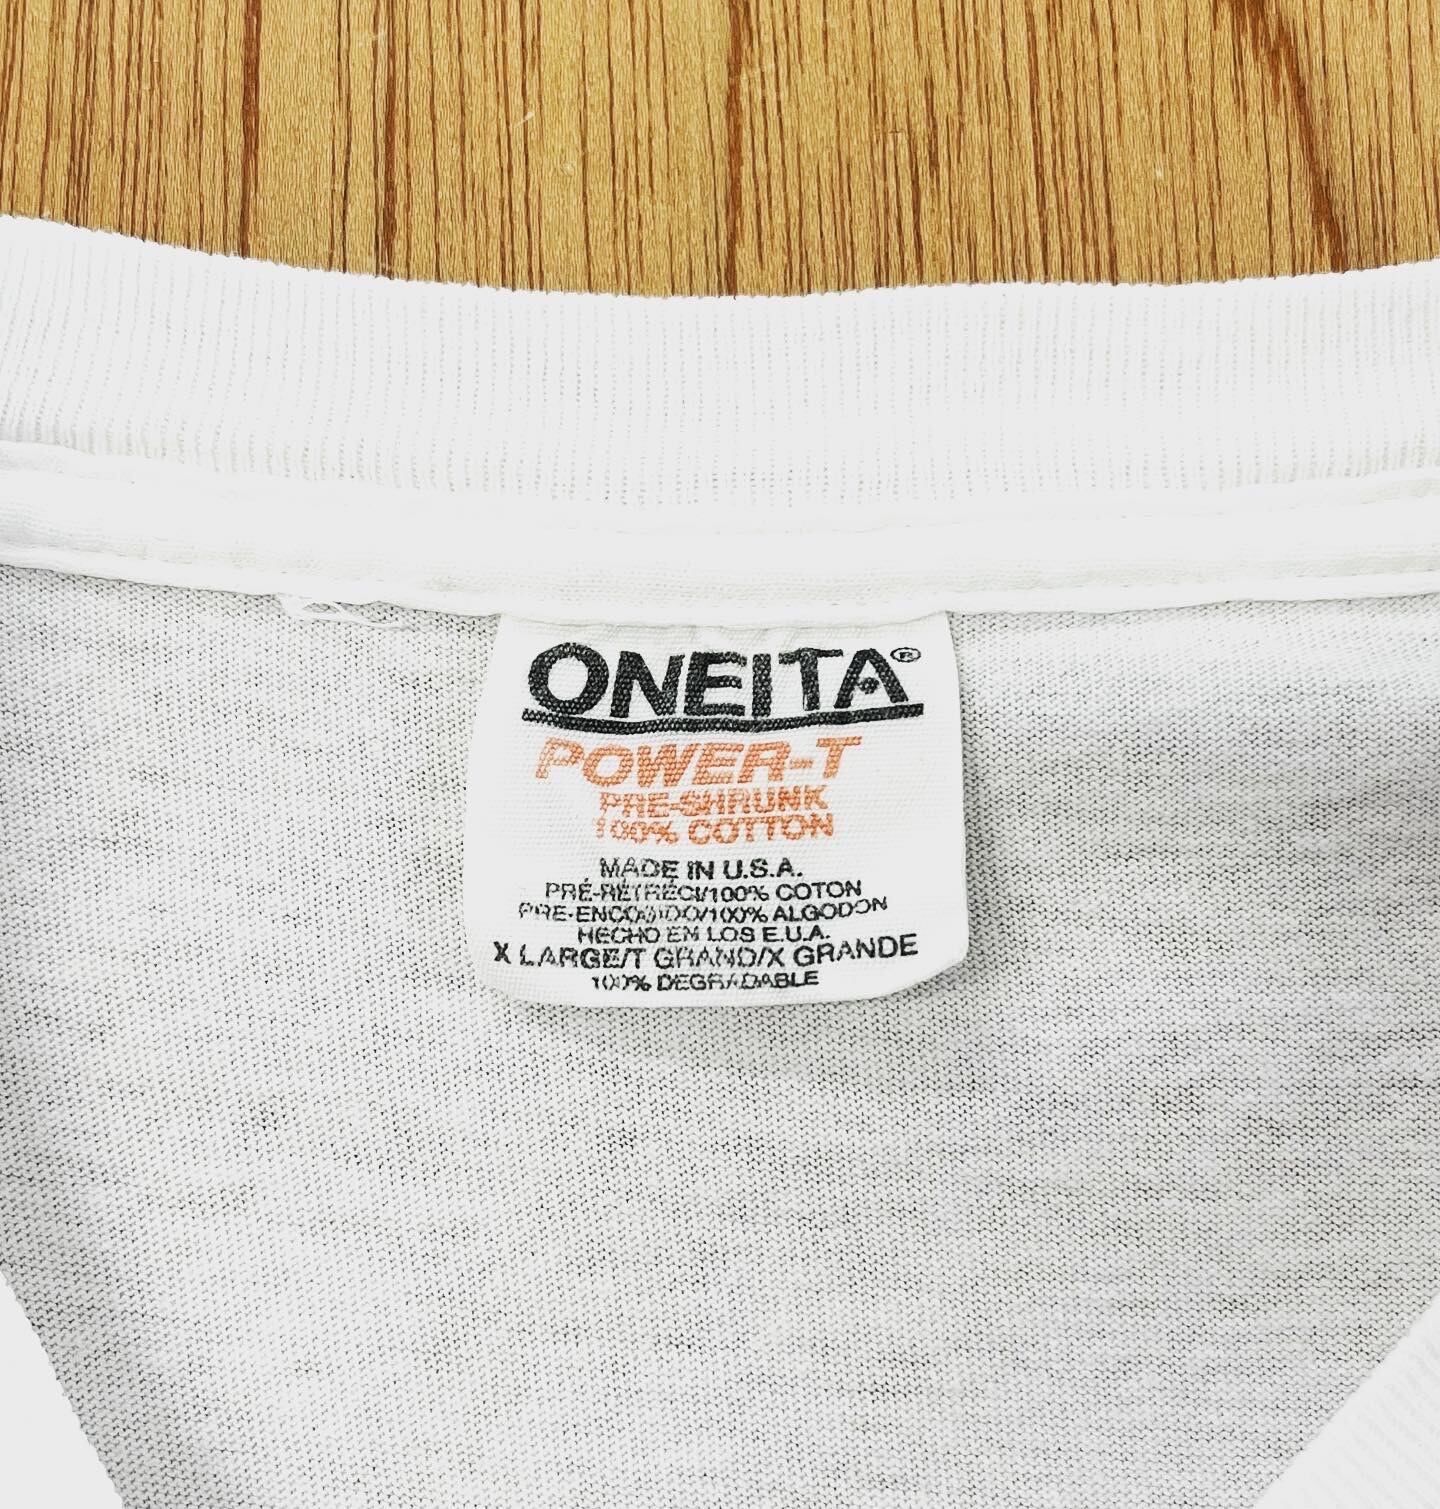 ONEITA®
POWER-T
PRE-SHRUNK
100% COTTON
MADE IN U.S.A.
PRÉ-RÉTRÉCI/100% COTON
PRE-ENCOGIDO/100% ALGODON
HECHO EN LOS E.U.A.
X LARGE/T GRAND/X GRANDE
100% DEGRADABLE